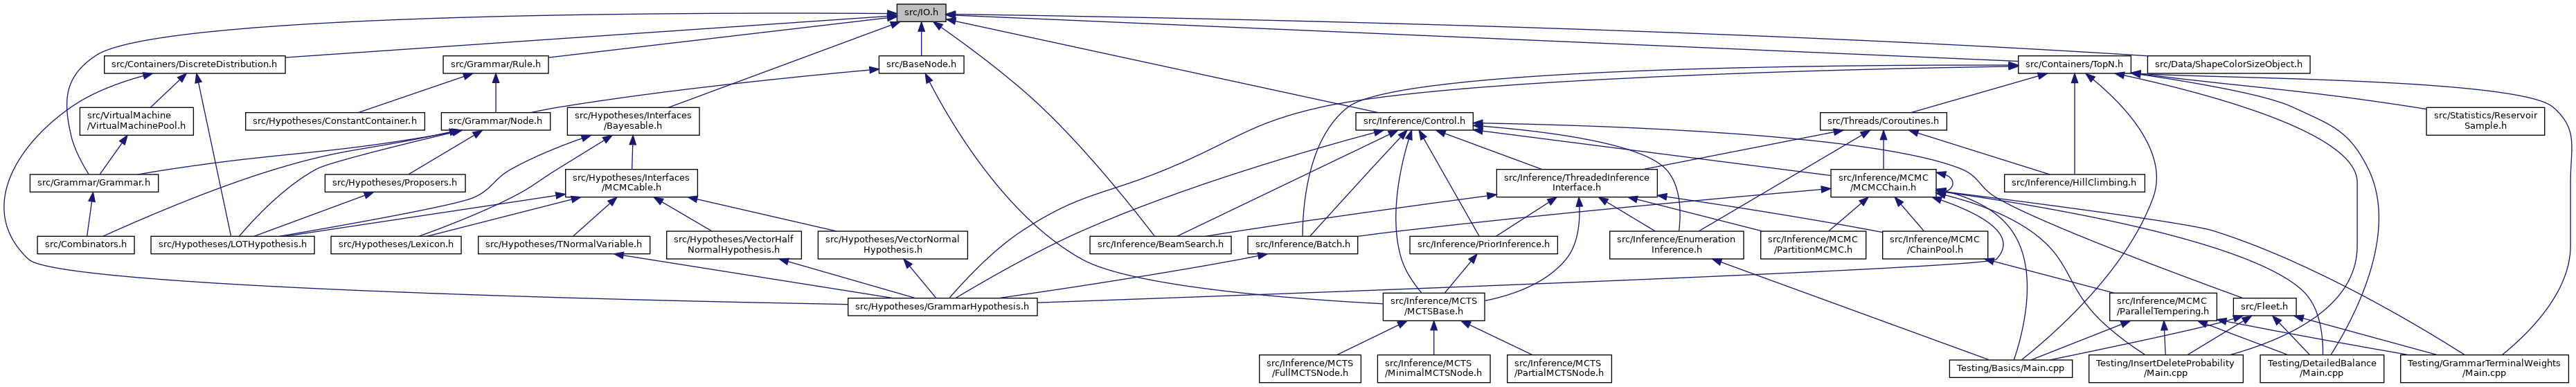 src/IO.h
src/Containers/DiscreteDistribution.h
src/Grammar/Rule.h
src/BaseNode.h
src/Containers/TopN.h
src/Data/ShapeColorSizeObject.h
src/VirtualMachine
/VirtualMachinePool.h
src/Hypotheses/ConstantContainer.h
src/Grammar/Node.h
src/Hypotheses/Interfaces
/Bayesable.h
src/Inference/Control.h
src/Threads/Coroutines.h
src/Statistics/Reservoir
Sample.h
src/Grammar/Grammar.h
src/Hypotheses/Proposers.h
src/Hypotheses/Interfaces
/MCMCable.h
src/Inference/ThreadedInference
Interface.h
src/Inference/MCMC
/MCMCChain.h
src/Inference/HillClimbing.h
src/Combinators.h
src/Hypotheses/LOTHypothesis.h
src/Hypotheses/Lexicon.h
src/Hypotheses/TNormalVariable.h
src/Hypotheses/VectorHalf
NormalHypothesis.h
src/Hypotheses/VectorNormal
Hypothesis.h
src/Inference/BeamSearch.h
src/Inference/Batch.h
src/Inference/PriorInference.h
src/Inference/Enumeration
Inference.h
src/Inference/MCMC
/PartitionMCMC.h
src/Inference/MCMC
/ChainPool.h
src/Hypotheses/GrammarHypothesis.h
src/Inference/MCTS
/MCTSBase.h
src/Inference/MCMC
/ParallelTempering.h
src/Fleet.h
src/Inference/MCTS
/FullMCTSNode.h
src/Inference/MCTS
/MinimalMCTSNode.h
src/Inference/MCTS
/PartialMCTSNode.h
Testing/Basics/Main.cpp
Testing/InsertDeleteProbability
/Main.cpp
Testing/DetailedBalance
/Main.cpp
Testing/GrammarTerminalWeights
/Main.cpp